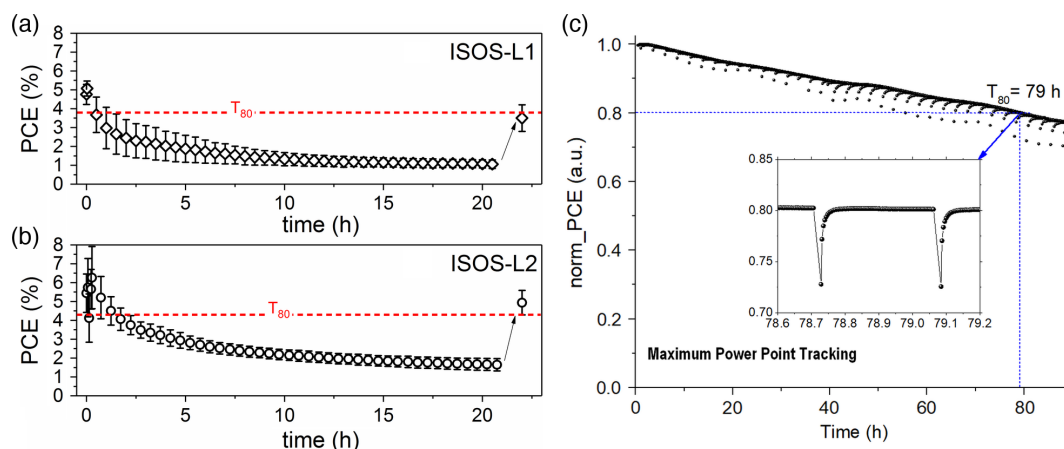 (a)
ISOS-L1
PCE (%)
8
7
6
5
4
3
2
1
0
T80
0 5 10 15 20
time (h)
(b)
ISOS-L2
PCE (%)
8
7
6
5
4
3
2
1
0
T80
0 5 10 15 20
time (h)
(c)
norm_PCE (a.u.)
1.0
0.9
0.8
0.7
0.6
0.0
T80= 79 h
0.85
0.80
0.75
0.70
78.6 78.7 78.8 78.9 79.0 79.1 79.2
Maximum Power Point Tracking
0 20 40 60 80
Time (h)